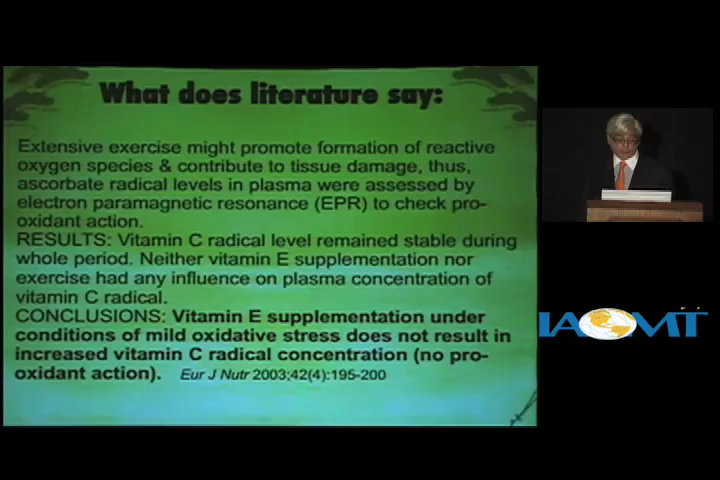 What does literature say:
Extensive exercise might promote formation of reactive
oxygen species & contribute to tissue damage, thus,
ascorbate radical levels in plasma were assessed by
electron paramagnetic resonance (EPR) to check pro-
oxidant action.
RESULTS: Vitamin C radical level remained stable during
whole period. Neither vitamin E supplementation nor
exercise had any influence on plasma concentration of
vitamin C radical.
CONCLUSIONS: Vitamin E supplementation under
conditions of mild oxidative stress does not result in
increased vitamin C radical concentration (no pro-
oxidant action). Eur J Nutr 2003;42(4):195-200
IAOMT